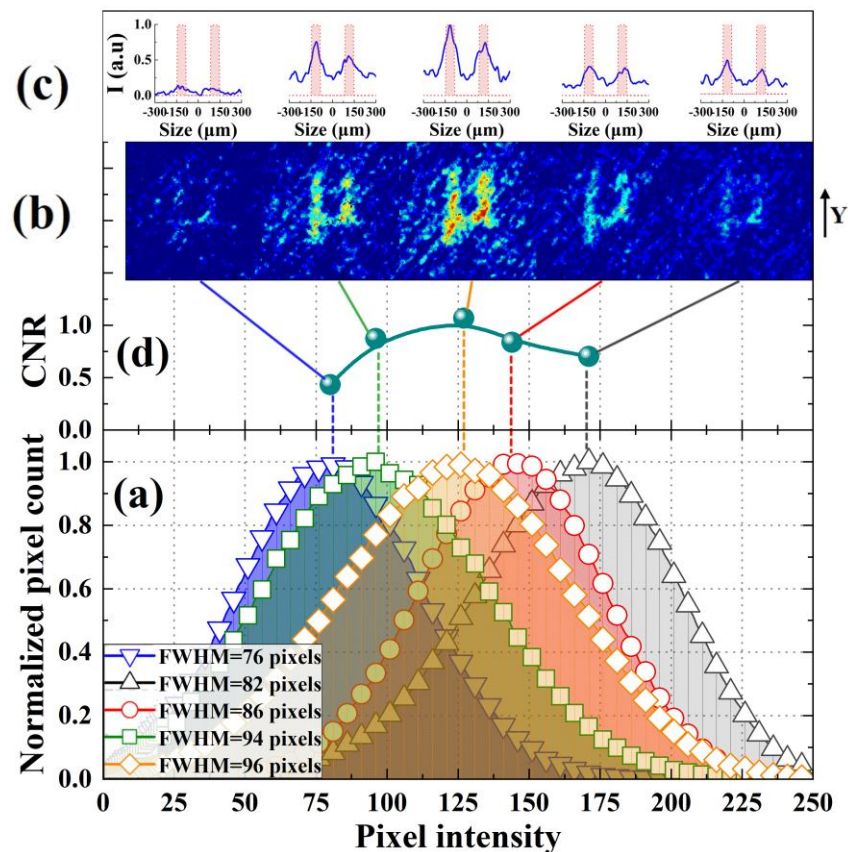 (c)
I (a.u)
1.0
0.5
0.0
-300-150 0 150 300
Size (μm)
-300-150 0 150 300
Size (μm)
-300-150 0 150 300
Size (μm)
-300-150 0 150 300
Size (μm)
-300-150 0 150 300
Size (μm)
(b)
μ μ μ
Y
(d)
CNR
1.0
0.5
0.0
(a)
Normalized pixel count
1.0
0.8
0.6
0.4
0.2
0.0
FWHM=76 pixels
FWHM=82 pixels
FWHM=86 pixels
FWHM=94 pixels
FWHM=96 pixels
0 25 50 75 100 125 150 175 200 225 250
Pixel intensity